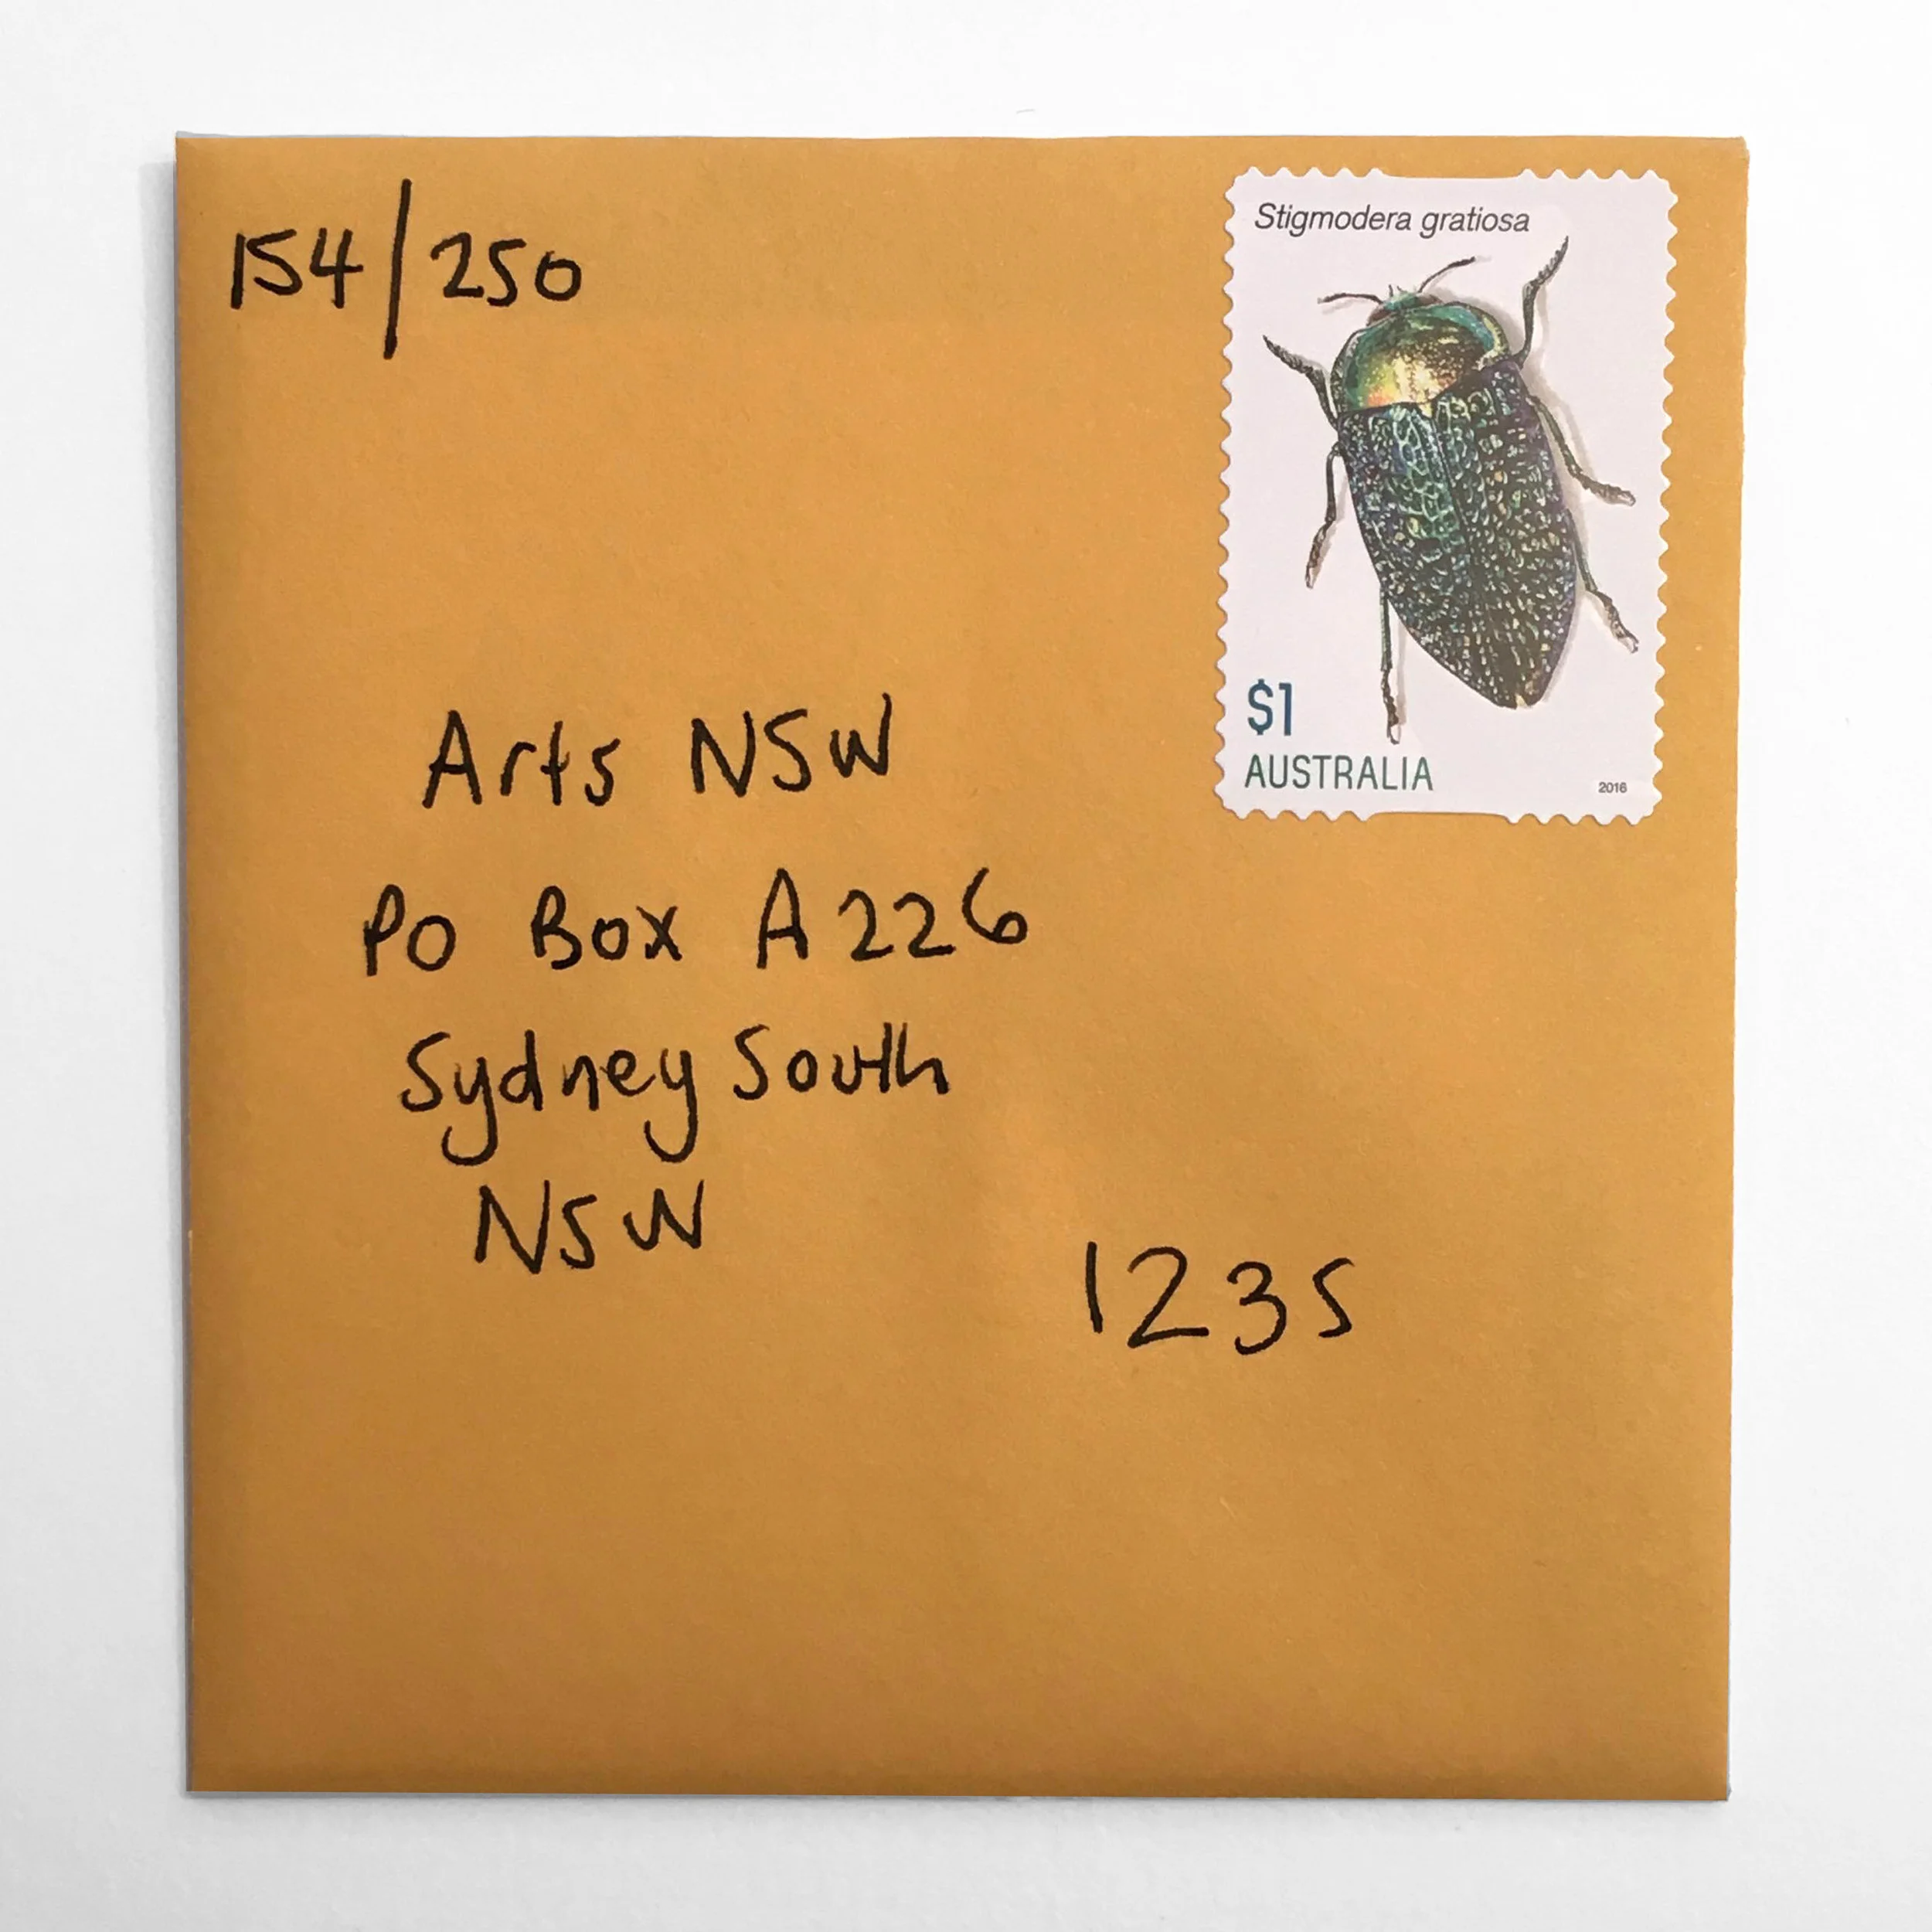 154/250
Stigmodera gratiosa
$1
AUSTRALIA
2016
Arts NSW
PO Box A226
Sydney South
NSW
1235